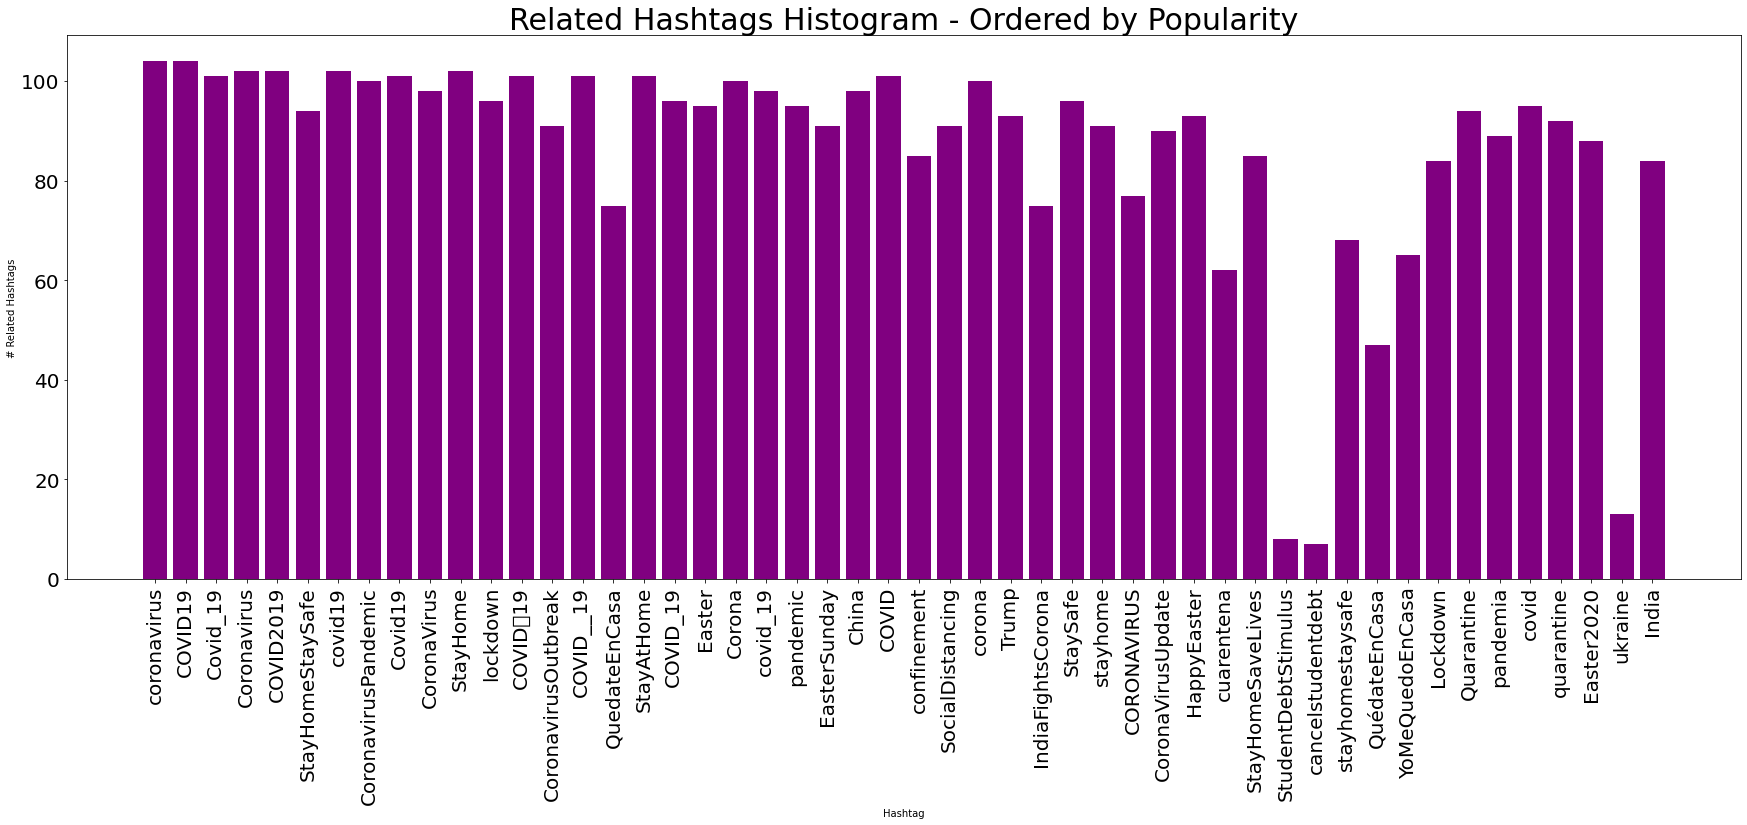 Related Hashtags Histogram - Ordered by Popularity
# Related Hashtags
100
80
60
40
20
0
coronavirus
COVID19
Covid_19
Coronavirus
COVID2019
StayHomeStaySafe
covid19
CoronavirusPandemic
Covid19
CoronaVirus
StayHome
lockdown
COVID▯19
CoronavirusOutbreak
COVID__19
QuedateEnCasa
StayAtHome
COVID_19
Easter
Corona
covid_19
pandemic
EasterSunday
China
COVID
confinement
SocialDistancing
corona
Trump
IndiaFightsCorona
StaySafe
stayhome
CORONAVIRUS
CoronaVirusUpdate
HappyEaster
cuarentena
StayHomeSaveLives
StudentDebtStimulus
cancelstudentdebt
stayhomestaysafe
QuédateEnCasa
YoMeQuedoEnCasa
Lockdown
Quarantine
pandemia
covid
quarantine
Easter2020
ukraine
India
Hashtag